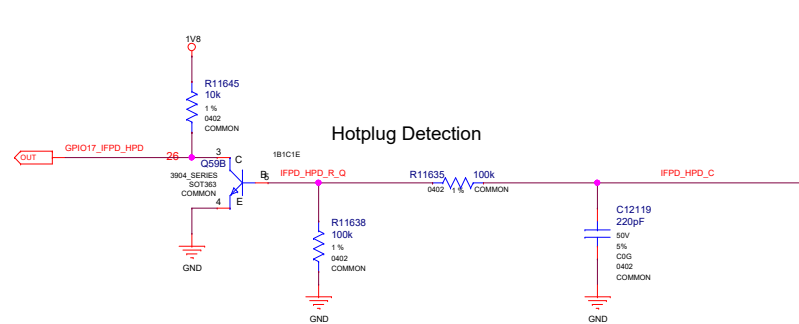 1V8
R11645
10k
1 %
0402
COMMON
Hotplug Detection
OUT
GPIO17_IFPD_HPD
26
3
C
Q59B
1B1C1E
3904_SERIES
SOT363
COMMON
B
5
IFPD_HPD_R_Q
4
E
GND
R11635
100k
0402
1 %
COMMON
IFPD_HPD_C
R11638
100k
1 %
0402
COMMON
GND
C12119
220pF
50V
5%
C0G
0402
COMMON
GND